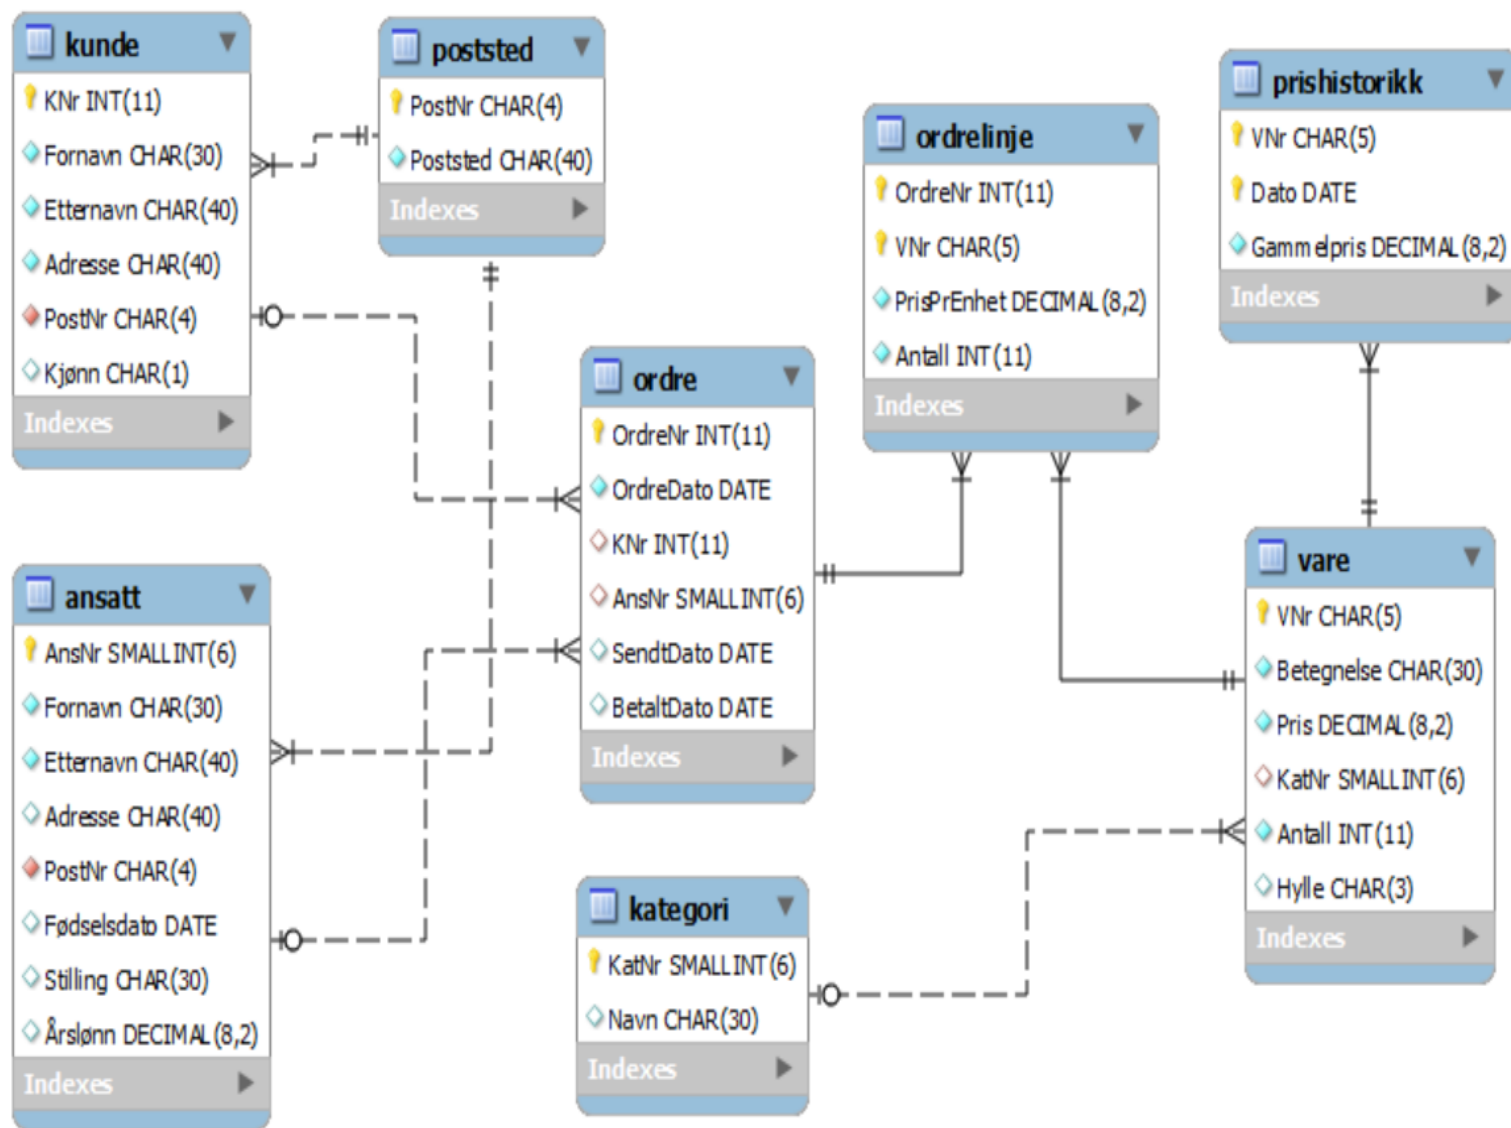 kunde
KNr INT(11)
Fornavn CHAR(30)
Etternavn CHAR(40)
Adresse CHAR(40)
PostNr CHAR(4)
Kjønn CHAR(1)
Indexes
poststed
PostNr CHAR(4)
Poststed CHAR(40)
Indexes
ordrelinje
OrdreNr INT(11)
VNr CHAR(5)
PrisPrEnhet DECIMAL(8,2)
Antall INT(11)
Indexes
prishistorikk
VNr CHAR(5)
Dato DATE
Gammelpris DECIMAL(8,2)
Indexes
ordre
OrdreNr INT(11)
OrdreDato DATE
KNr INT(11)
AnsNr SMALLINT(6)
SendtDato DATE
BetaltDato DATE
Indexes
ansatt
AnsNr SMALLINT(6)
Fornavn CHAR(30)
Etternavn CHAR(40)
Adresse CHAR(40)
PostNr CHAR(4)
Fødselsdato DATE
Stilling CHAR(30)
Årslønn DECIMAL(8,2)
Indexes
kategori
KatNr SMALLINT(6)
Navn CHAR(30)
Indexes
vare
VNr CHAR(5)
Betegnelse CHAR(30)
Pris DECIMAL(8,2)
KatNr SMALLINT(6)
Antall INT(11)
Hylle CHAR(3)
Indexes